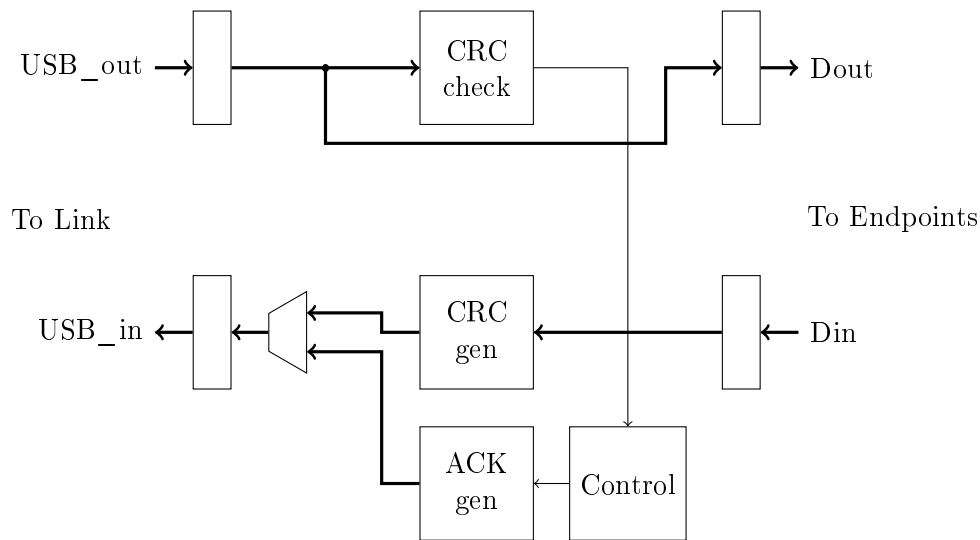 USB_out
CRC
check
Dout
To Link
To Endpoints
USB_in
CRC
gen
Din
ACK
gen
Control